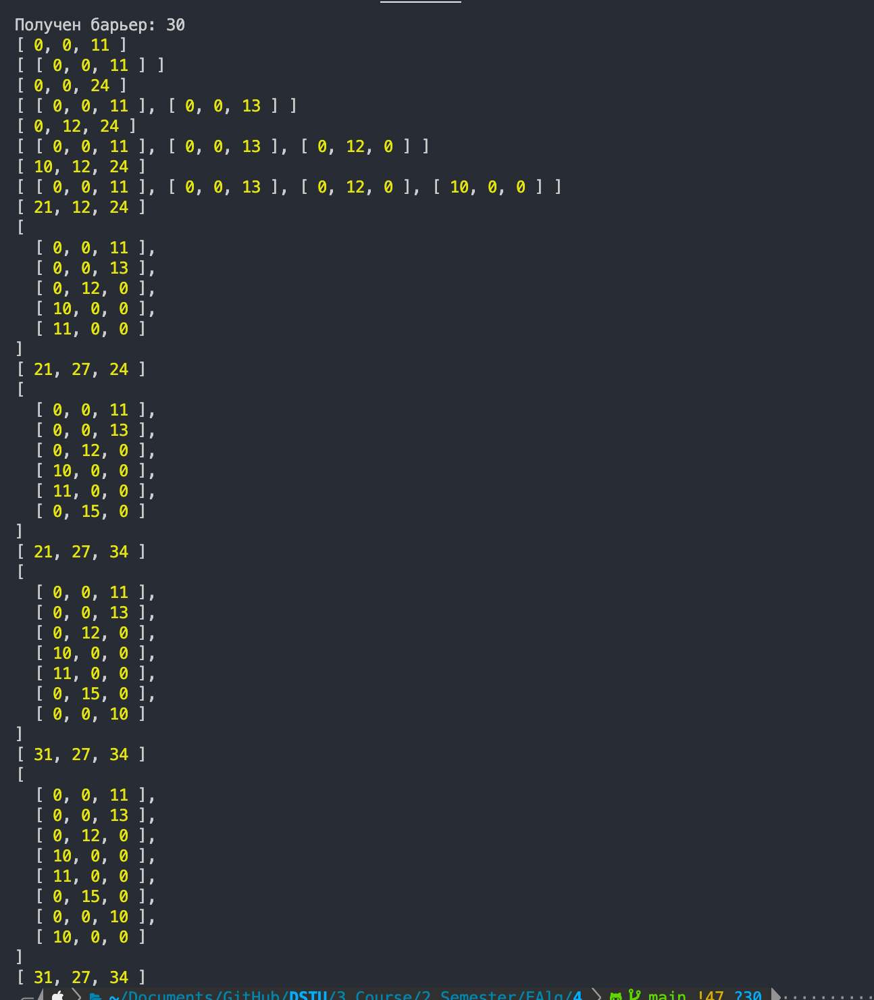 Получен барьер: 30
[ 0, 0, 11 ]
[ [ 0, 0, 11 ] ]
[ 0, 0, 24 ]
[ [ 0, 0, 11 ], [ 0, 0, 13 ] ]
[ 0, 12, 24 ]
[ [ 0, 0, 11 ], [ 0, 0, 13 ], [ 0, 12, 0 ] ]
[ 10, 12, 24 ]
[ [ 0, 0, 11 ], [ 0, 0, 13 ], [ 0, 12, 0 ], [ 10, 0, 0 ] ]
[ 21, 12, 24 ]
[
  [ 0, 0, 11 ],
  [ 0, 0, 13 ],
  [ 0, 12, 0 ],
  [ 10, 0, 0 ],
  [ 11, 0, 0 ]
]
[ 21, 27, 24 ]
[
  [ 0, 0, 11 ],
  [ 0, 0, 13 ],
  [ 0, 12, 0 ],
  [ 10, 0, 0 ],
  [ 11, 0, 0 ],
  [ 0, 15, 0 ]
]
[ 21, 27, 34 ]
[
  [ 0, 0, 11 ],
  [ 0, 0, 13 ],
  [ 0, 12, 0 ],
  [ 10, 0, 0 ],
  [ 11, 0, 0 ],
  [ 0, 15, 0 ],
  [ 0, 0, 10 ]
]
[ 31, 27, 34 ]
[
  [ 0, 0, 11 ],
  [ 0, 0, 13 ],
  [ 0, 12, 0 ],
  [ 10, 0, 0 ],
  [ 11, 0, 0 ],
  [ 0, 15, 0 ],
  [ 0, 0, 10 ],
  [ 10, 0, 0 ]
]
[ 31, 27, 34 ]
~/Documents/GitHub/DSTU/3 Course/2 Semester/EAlg/4 main !47 ?30